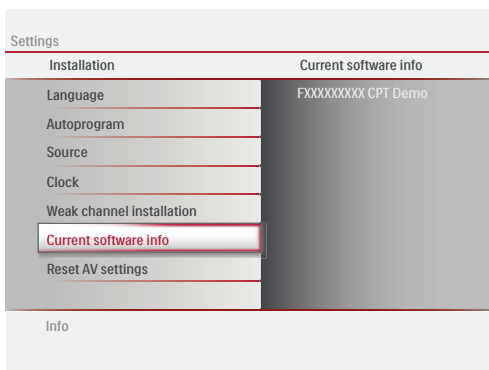 Settings
Installation
Current software info
Language
FXXXXXXXXX CPT Demo
Autoprogram
Source
Clock
Weak channel installation
Current software info
Reset AV settings
Info